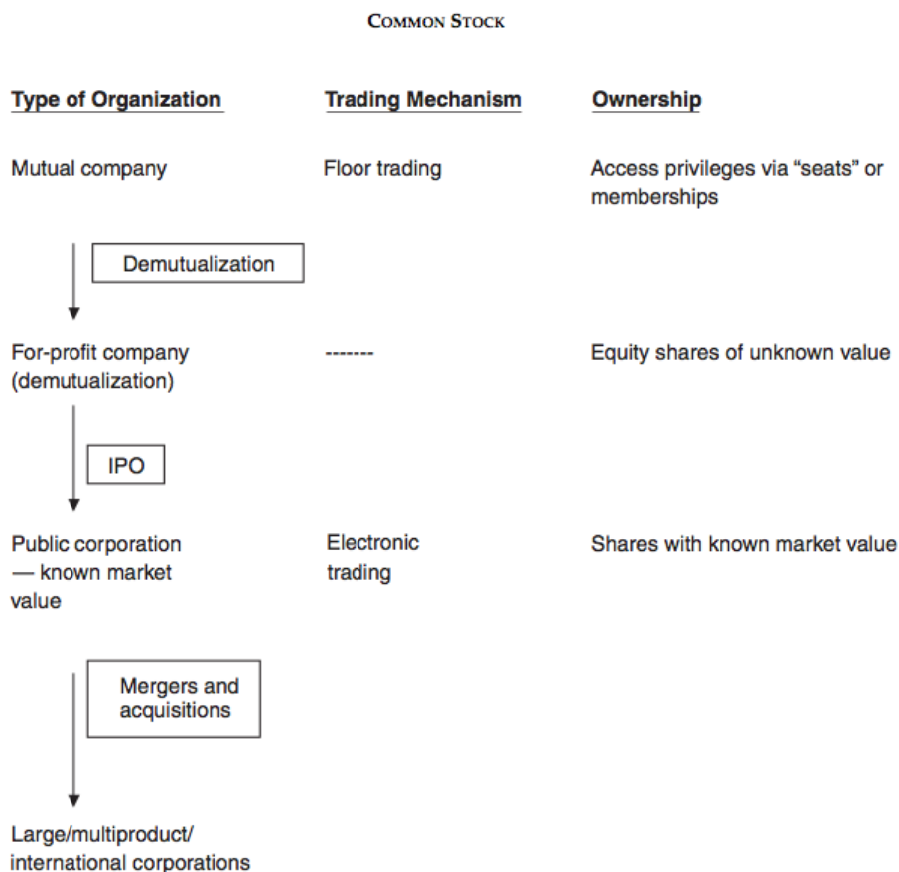 COMMON STOCK
Type of Organization Trading Mechanism Ownership
Mutual company Floor trading Access privileges via “seats” or
memberships
Demutualization
For-profit company ------- Equity shares of unknown value
(demutualization)
IPO
Public corporation Electronic Shares with known market value
— known market trading
value
Mergers and
acquisitions
Large/multiproduct/
international corporations